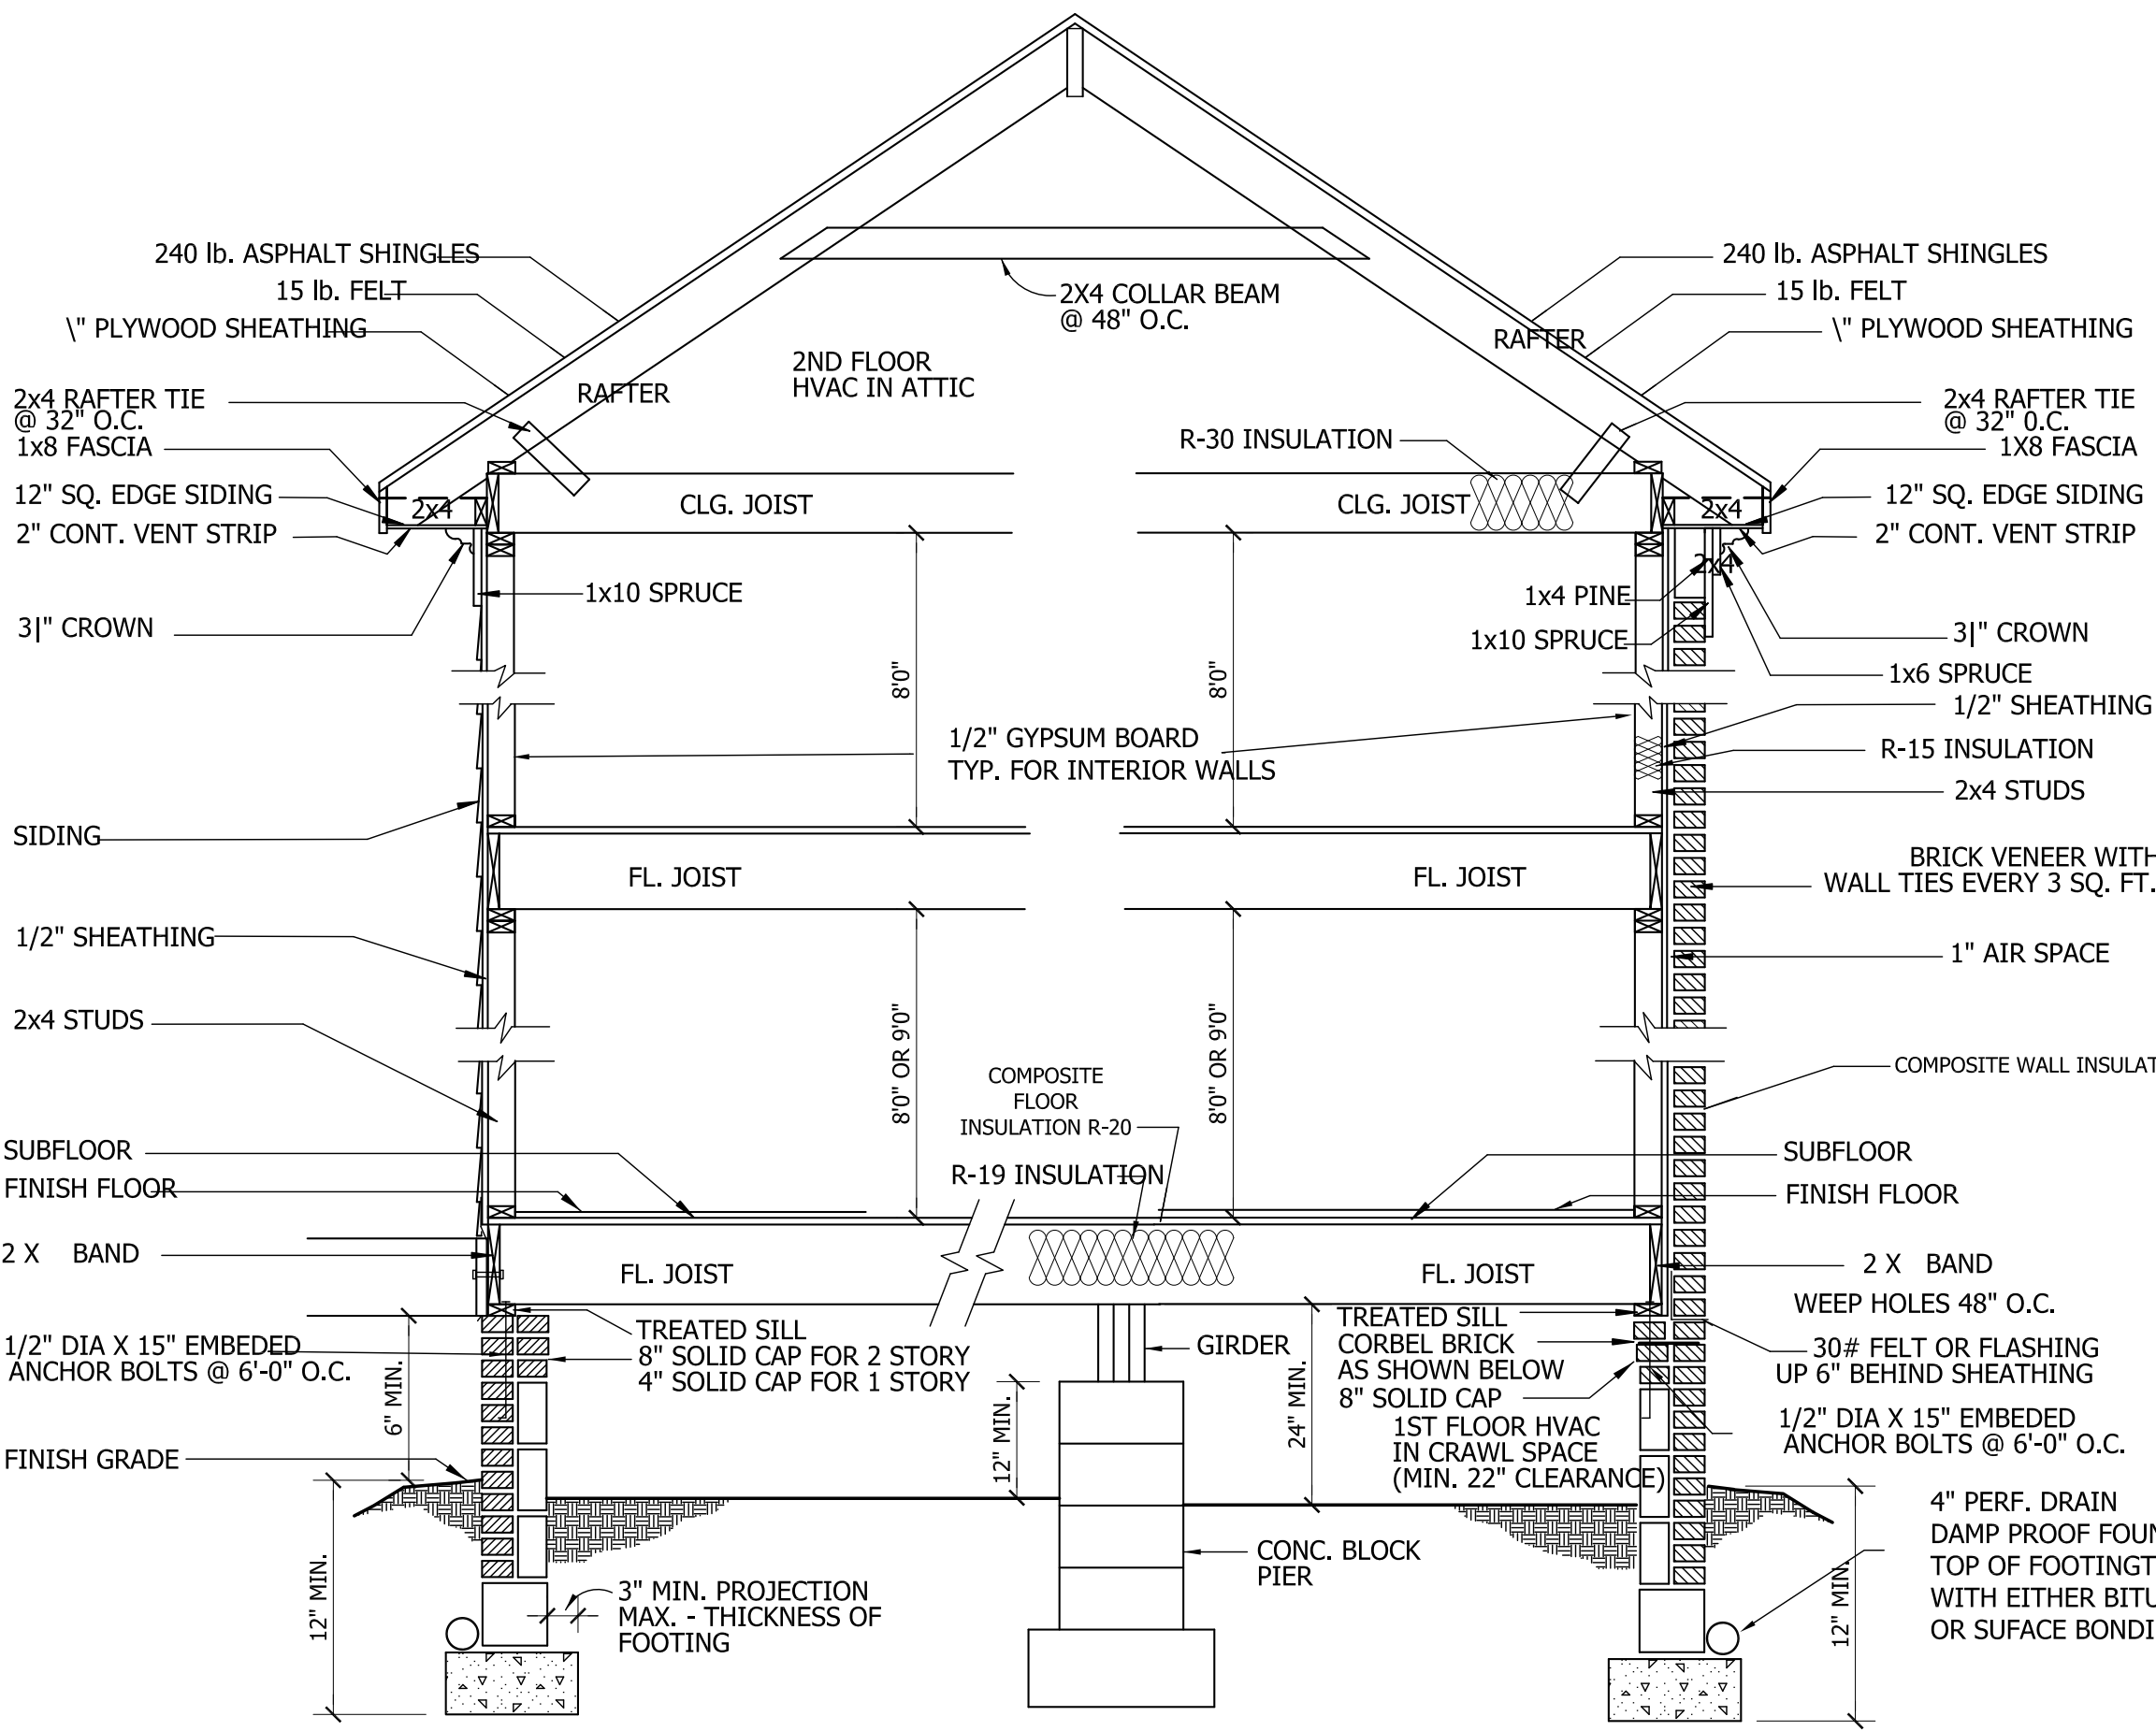 240 lb. ASPHALT SHINGLES
15 lb. FELT
\" PLYWOOD SHEATHING
2x4 RAFTER TIE
@ 32" O.C.
1x8 FASCIA
12" SQ. EDGE SIDING
2" CONT. VENT STRIP
3|" CROWN
SIDING
1/2" SHEATHING
2x4 STUDS
SUBFLOOR
FINISH FLOOR
2 X BAND
1/2" DIA X 15" EMBEDED
ANCHOR BOLTS @ 6'-0" O.C.
FINISH GRADE
6" MIN.
12" MIN.
RAFTER
2X4 COLLAR BEAM
@ 48" O.C.
2ND FLOOR
HVAC IN ATTIC
RAFTER
R-30 INSULATION
2x4
CLG. JOIST
CLG. JOIST
2x4
1x10 SPRUCE
8'0"
8'0"
1x4 PINE
1x10 SPRUCE
2x4
1/2" GYPSUM BOARD
TYP. FOR INTERIOR WALLS
FL. JOIST
FL. JOIST
8'0" OR 9'0"
8'0" OR 9'0"
COMPOSITE
FLOOR
INSULATION R-20
R-19 INSULATION
FL. JOIST
FL. JOIST
TREATED SILL
8" SOLID CAP FOR 2 STORY
4" SOLID CAP FOR 1 STORY
GIRDER
12" MIN.
24" MIN.
TREATED SILL
CORBEL BRICK
AS SHOWN BELOW
8" SOLID CAP
1ST FLOOR HVAC
IN CRAWL SPACE
(MIN. 22" CLEARANCE)
CONC. BLOCK
PIER
3" MIN. PROJECTION
MAX. - THICKNESS OF
FOOTING
240 lb. ASPHALT SHINGLES
15 lb. FELT
\" PLYWOOD SHEATHING
2x4 RAFTER TIE
@ 32" 0.C.
1X8 FASCIA
12" SQ. EDGE SIDING
2" CONT. VENT STRIP
3|" CROWN
1x6 SPRUCE
1/2" SHEATHING
R-15 INSULATION
2x4 STUDS
BRICK VENEER WITH
WALL TIES EVERY 3 SQ. FT.
1" AIR SPACE
COMPOSITE WALL INSULAT
SUBFLOOR
FINISH FLOOR
2 X BAND
WEEP HOLES 48" O.C.
30# FELT OR FLASHING
UP 6" BEHIND SHEATHING
1/2" DIA X 15" EMBEDED
ANCHOR BOLTS @ 6'-0" O.C.
12" MIN.
4" PERF. DRAIN
DAMP PROOF FOUN
TOP OF FOOTINGT
WITH EITHER BITU
OR SUFACE BONDI